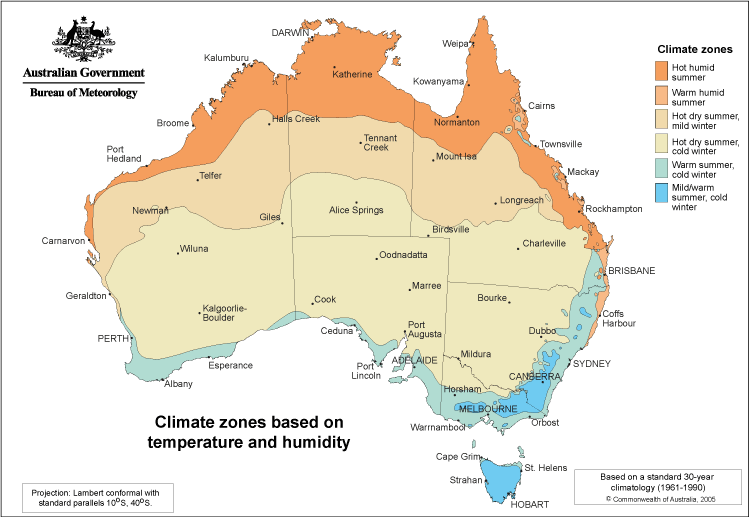 Australian Government
Bureau of Meteorology
DARWIN
Weipa
Kalumburu
Katherine
Kowanyama
Climate zones
Hot humid
summer
Warm humid
summer
Hot dry summer,
mild winter
Hot dry summer,
cold winter
Warm summer,
cold winter
Mild/warm
summer, cold
winter
Cairns
Broome
Halls Creek
Normanton
Port
Hedland
Tennant
Creek
Townsville
Mount Isa
Telfer
Mackay
Newman
Alice Springs
Longreach
Rockhampton
Giles
Carnarvon
Birdsville
Wiluna
Charleville
Oodnadatta
BRISBANE
Geraldton
Marree
Bourke
Kalgoorlie-
Boulder
Cook
Coffs
Harbour
PERTH
Ceduna
Port
Augusta
Dubbo
Esperance
Port
Lincoln
ADELAIDE
Mildura
SYDNEY
Albany
CANBERRA
Horsham
MELBOURNE
Warrnambool
Orbost
Climate zones based on
temperature and humidity
Cape Grim
St. Helens
Strahan
HOBART
Projection: Lambert conformal with
standard parallels 10°S, 40°S.
Based on a standard 30-year
climatology (1961-1990)
© Commonwealth of Australia, 2005